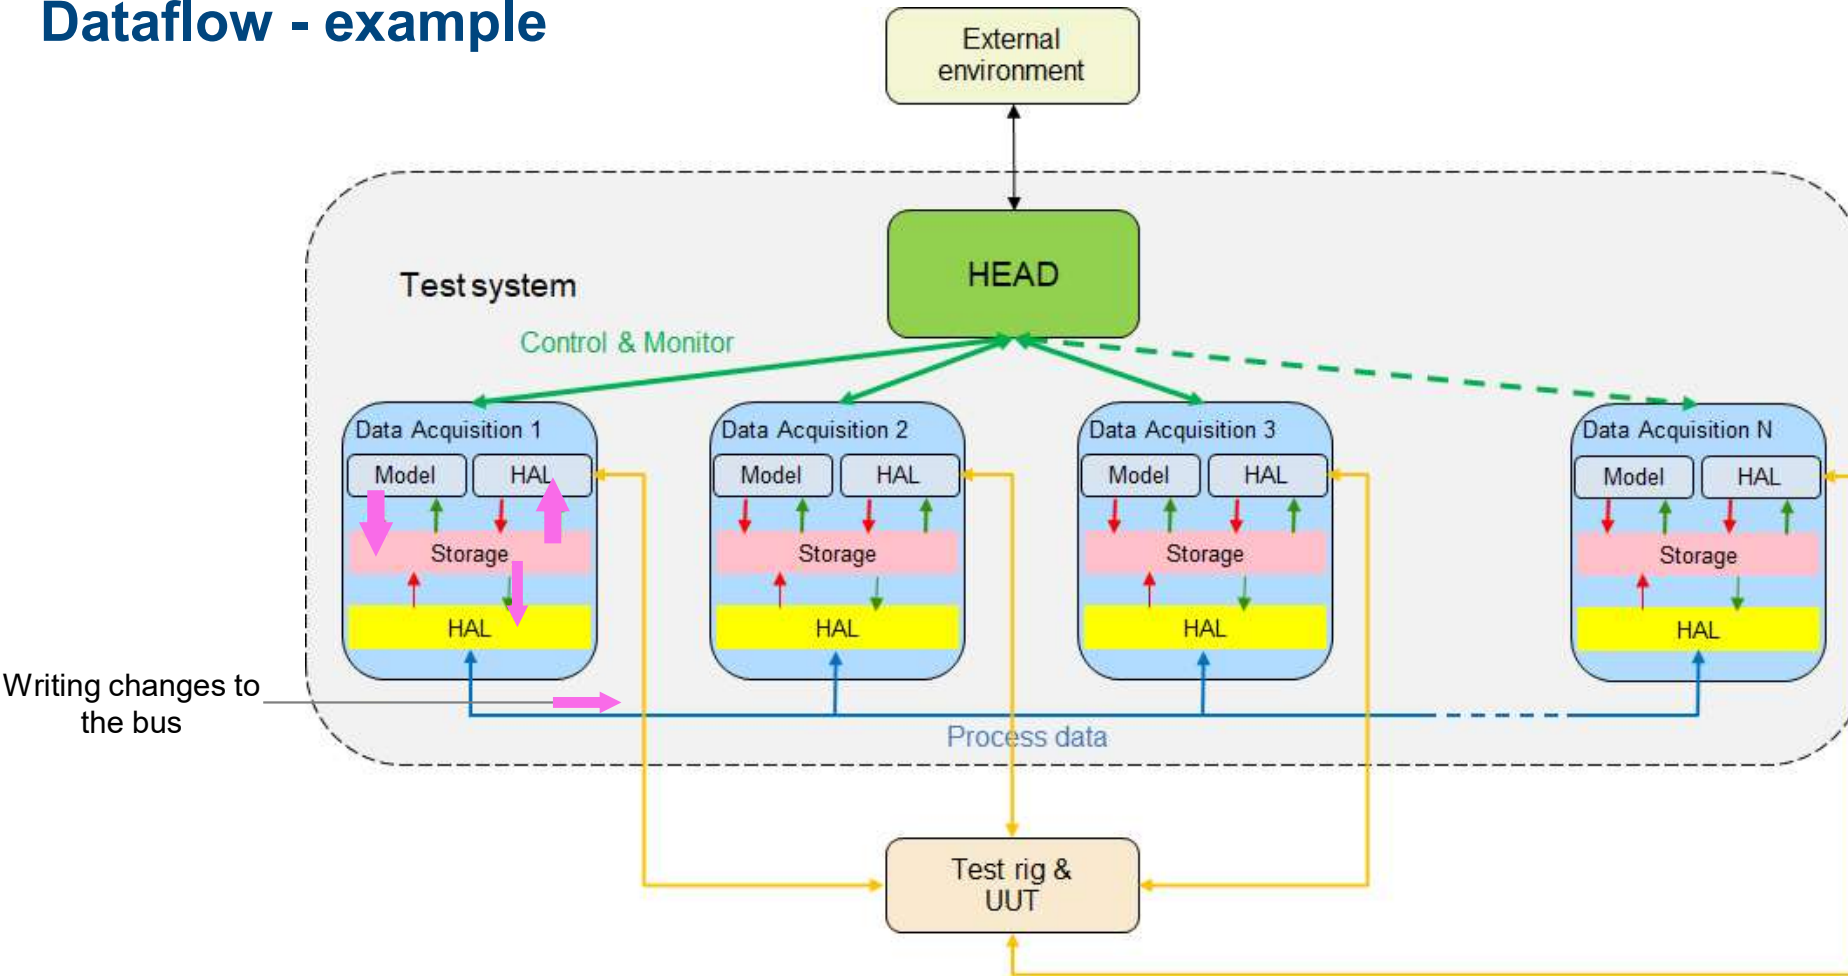 Dataflow - example
External
environment
HEAD
Test system
Control & Monitor
Data Acquisition 1
Model
HAL
Storage
HAL
Data Acquisition 2
Model
HAL
Storage
HAL
Data Acquisition 3
Model
HAL
Storage
HAL
Data Acquisition N
Model
HAL
Storage
HAL
Writing changes to
the bus
Process data
Test rig &
UUT